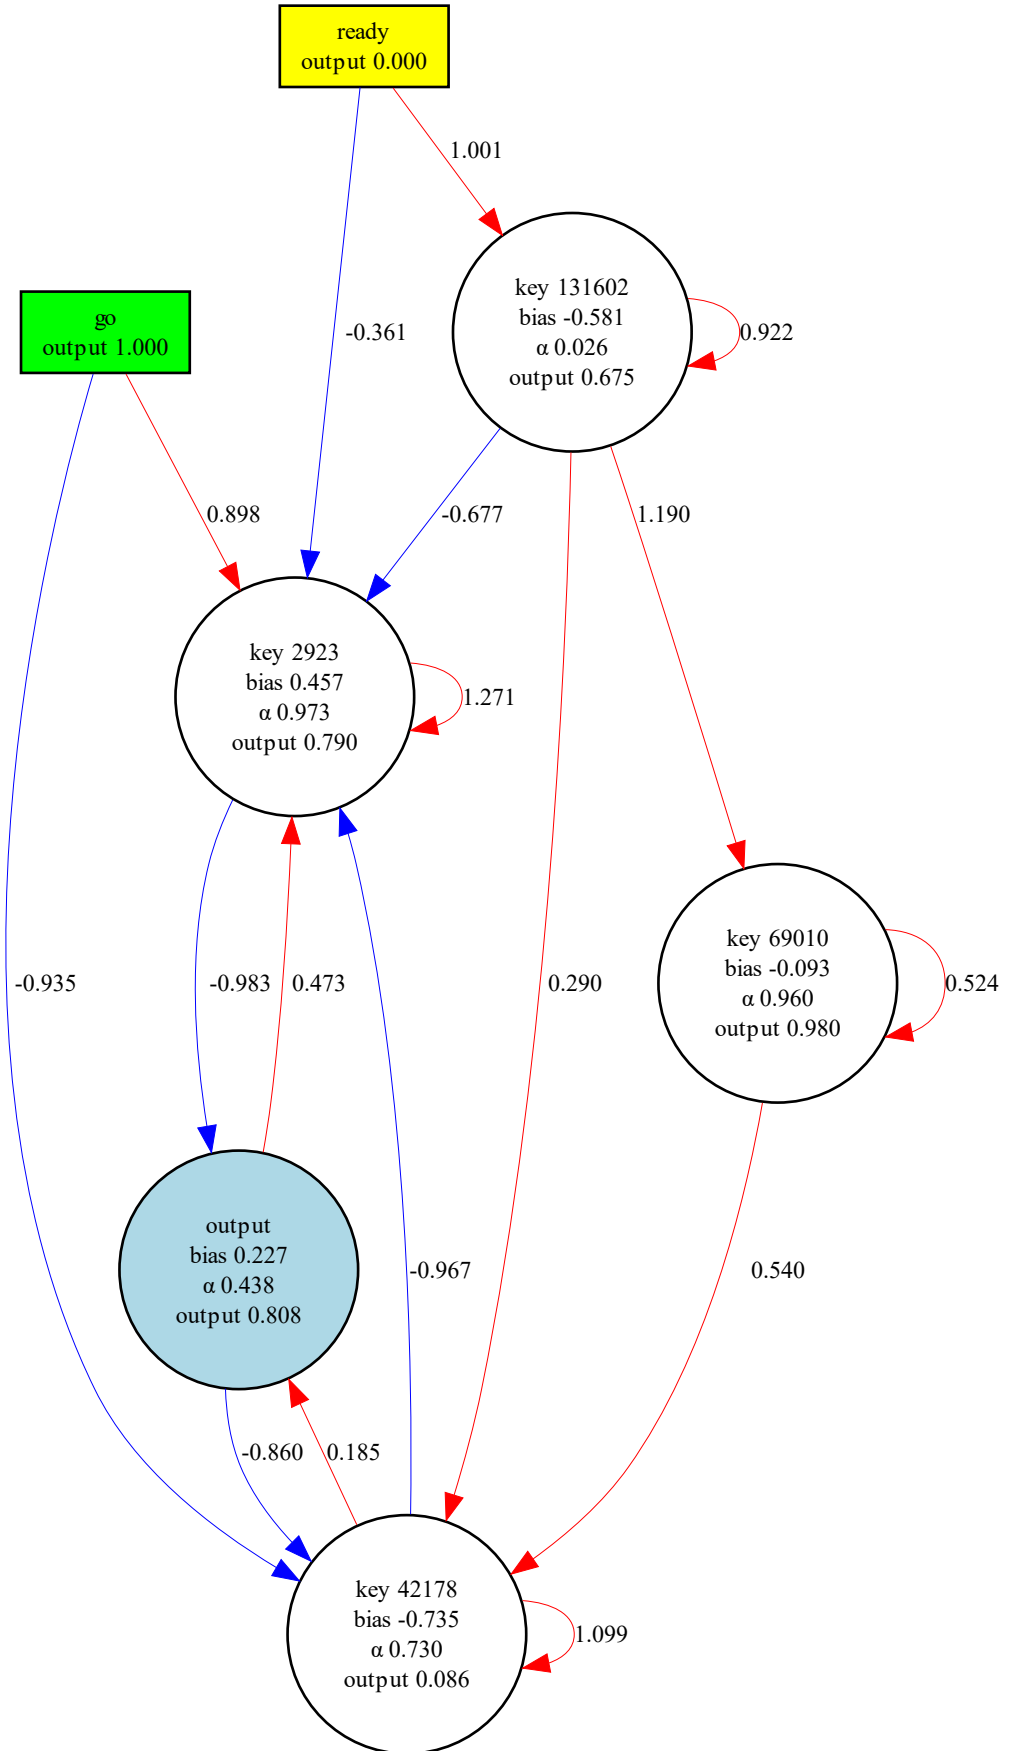 ready
output 0.000
1.001
key 131602
bias -0.581
α 0.026
output 0.675
0.922
go
output 1.000
-0.361
0.898
-0.677
1.190
key 2923
bias 0.457
α 0.973
output 0.790
1.271
key 69010
bias -0.093
α 0.960
output 0.980
0.524
-0.935
-0.983
0.473
0.290
output
bias 0.227
α 0.438
output 0.808
-0.967
0.540
-0.860
0.185
key 42178
bias -0.735
α 0.730
output 0.086
1.099